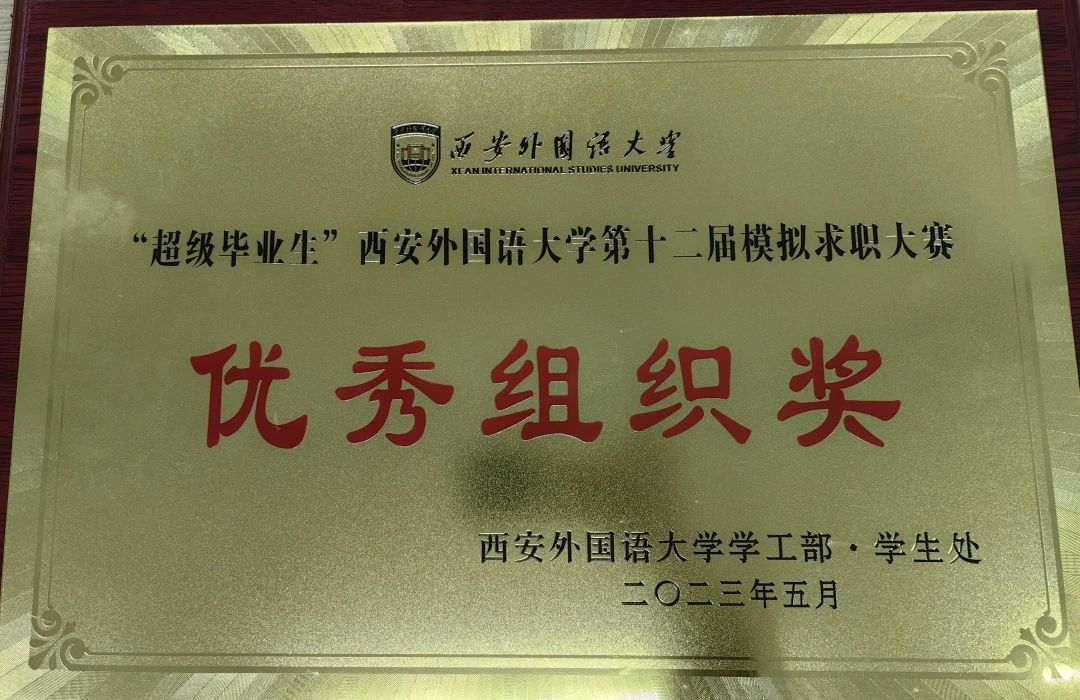 西安外国语大学
XI'AN INTERNATIONAL STUDIES UNIVERSITY
“超级毕业生”西安外国语大学第十二届模拟求职大赛
优秀组织奖
西安外国语大学学工部·学生处
二〇二三年五月